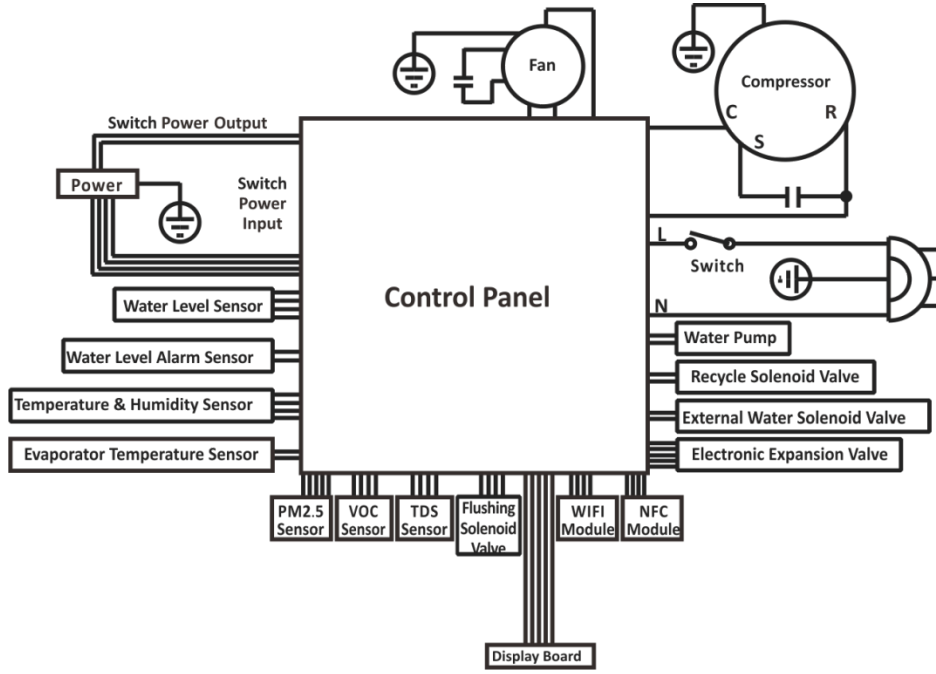 Fan
Compressor
C
R
S
Switch Power Output
Power
Switch
Power
Input
L
Switch
Control Panel
N
Water Level Sensor
Water Pump
Water Level Alarm Sensor
Recycle Solenoid Valve
Temperature & Humidity Sensor
External Water Solenoid Valve
Evaporator Temperature Sensor
Electronic Expansion Valve
PM2.5
Sensor
VOC
Sensor
TDS
Sensor
Flushing
Solenoid
Valve
WIFI
Module
NFC
Module
Display Board